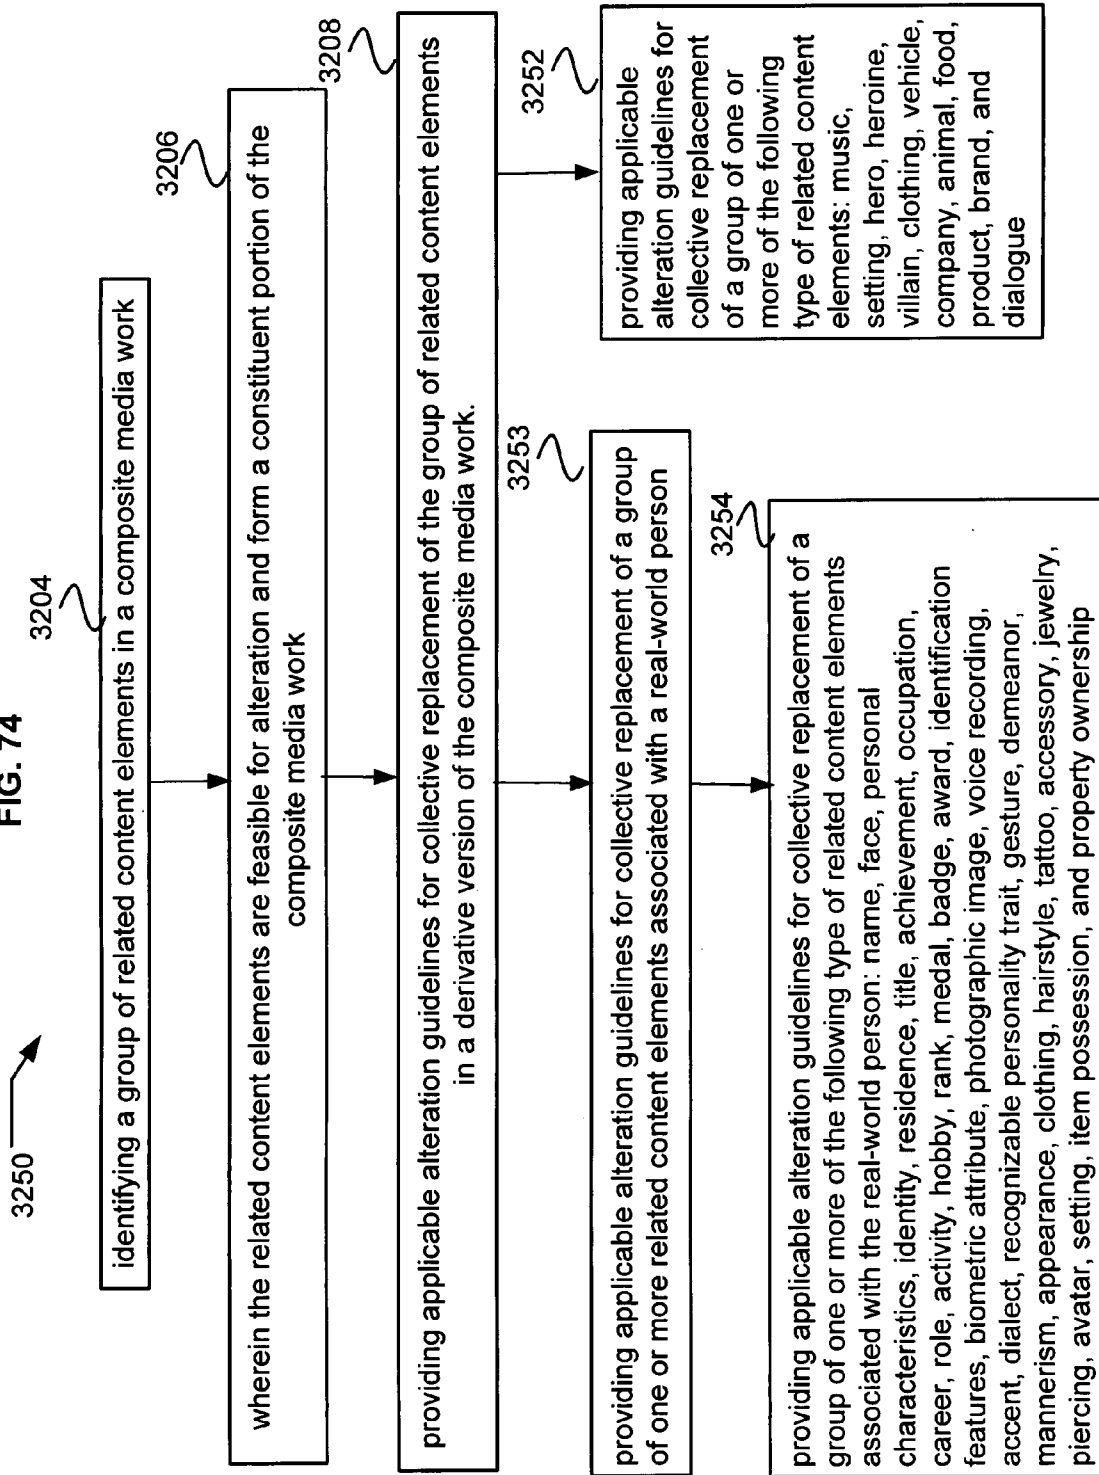 FIG. 74
3250
3204
identifying a group of related content elements in a composite media work
3206
wherein the related content elements are feasible for alteration and form a constituent portion of the
composite media work
3208
providing applicable alteration guidelines for collective replacement of the group of related content elements
in a derivative version of the composite media work.
3253
providing applicable alteration guidelines for collective replacement of a group
of one or more related content elements associated with a real-world person
3252
providing applicable
alteration guidelines for
collective replacement
of a group of one or
more of the following
type of related content
elements: music,
setting, hero, heroine,
villain, clothing, vehicle,
company, animal, food,
product, brand, and
dialogue
3254
providing applicable alteration guidelines for collective replacement of a
group of one or more of the following type of related content elements
associated with the real-world person: name, face, personal
characteristics, identity, residence, title, achievement, occupation,
career, role, activity, hobby, rank, medal, badge, award, identification
features, biometric attribute, photographic image, voice recording,
accent, dialect, recognizable personality trait, gesture, demeanor,
mannerism, appearance, clothing, hairstyle, tattoo, accessory, jewelry,
piercing, avatar, setting, item possession, and property ownership